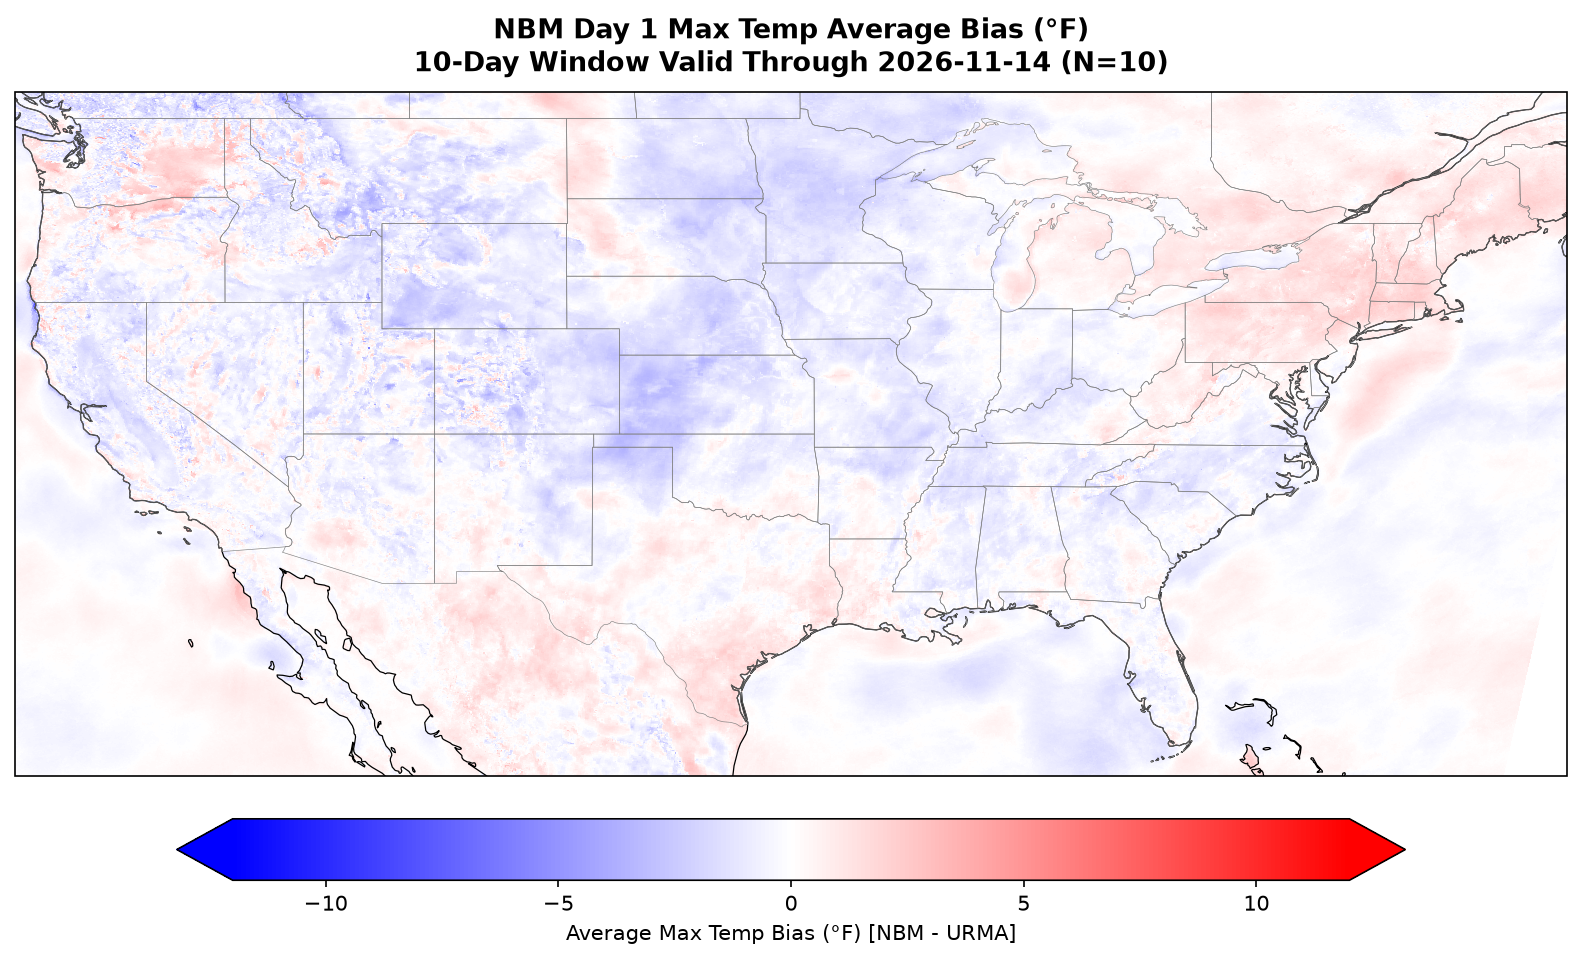 NBM Day 1 Max Temp Average Bias (°F)
10-Day Window Valid Through 2026-11-14 (N=10)
−10 −5 0 5 10
Average Max Temp Bias (°F) [NBM - URMA]